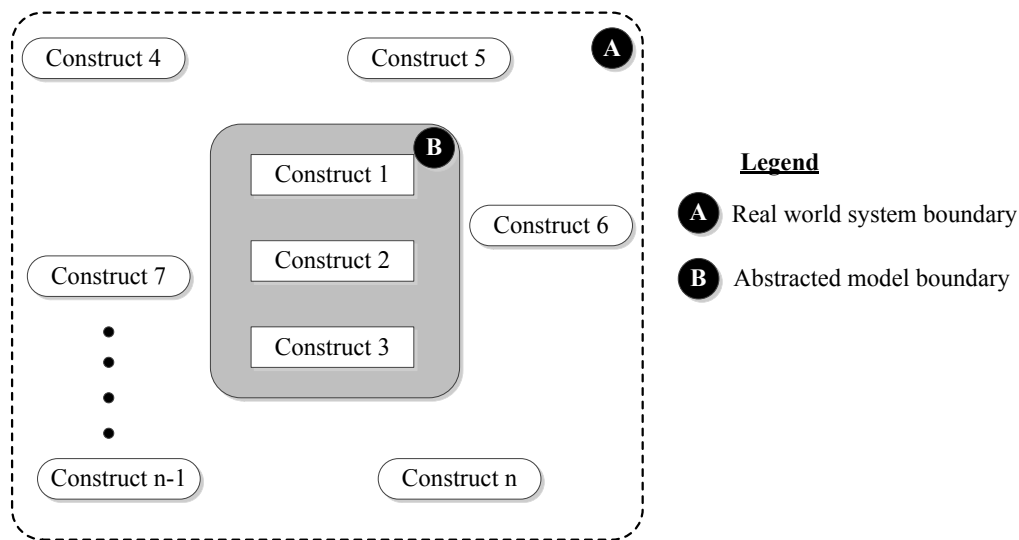 Construct 4
Construct 5
A
B
Construct 1
Construct 6
Construct 2
Construct 7
Construct 3
Construct n-1
Construct n
Legend
A Real world system boundary
B Abstracted model boundary